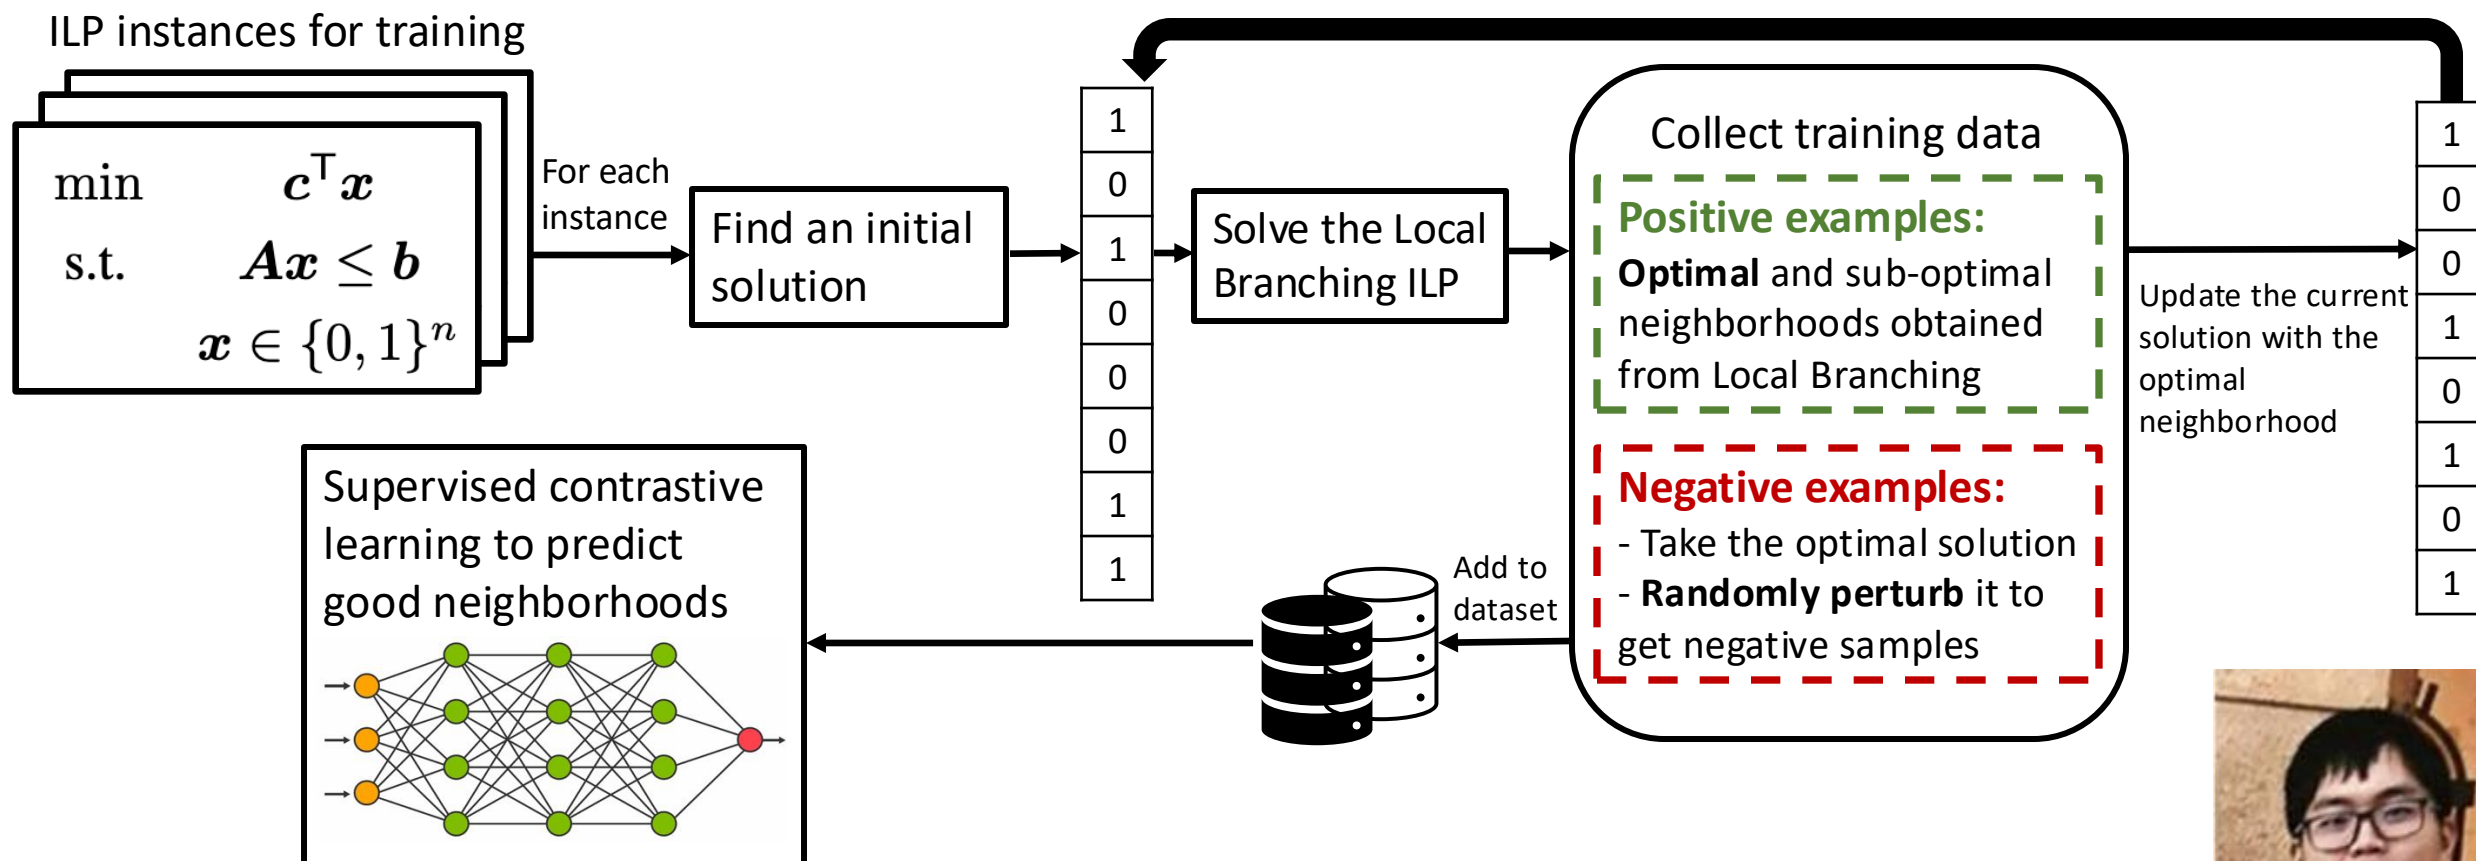 ILP instances for training
min c⊤x
s.t. Ax ≤ b
x ∈ {0, 1}ⁿ
For each
instance
Find an initial
solution
1
0
1
0
0
0
1
1
Solve the Local
Branching ILP
Collect training data
Positive examples:
Optimal and sub-optimal
neighborhoods obtained
from Local Branching
Negative examples:
- Take the optimal solution
- Randomly perturb it to
get negative samples
Update the current
solution with the
optimal
neighborhood
1
0
0
1
0
1
0
1
Add to
dataset
Supervised contrastive
learning to predict
good neighborhoods